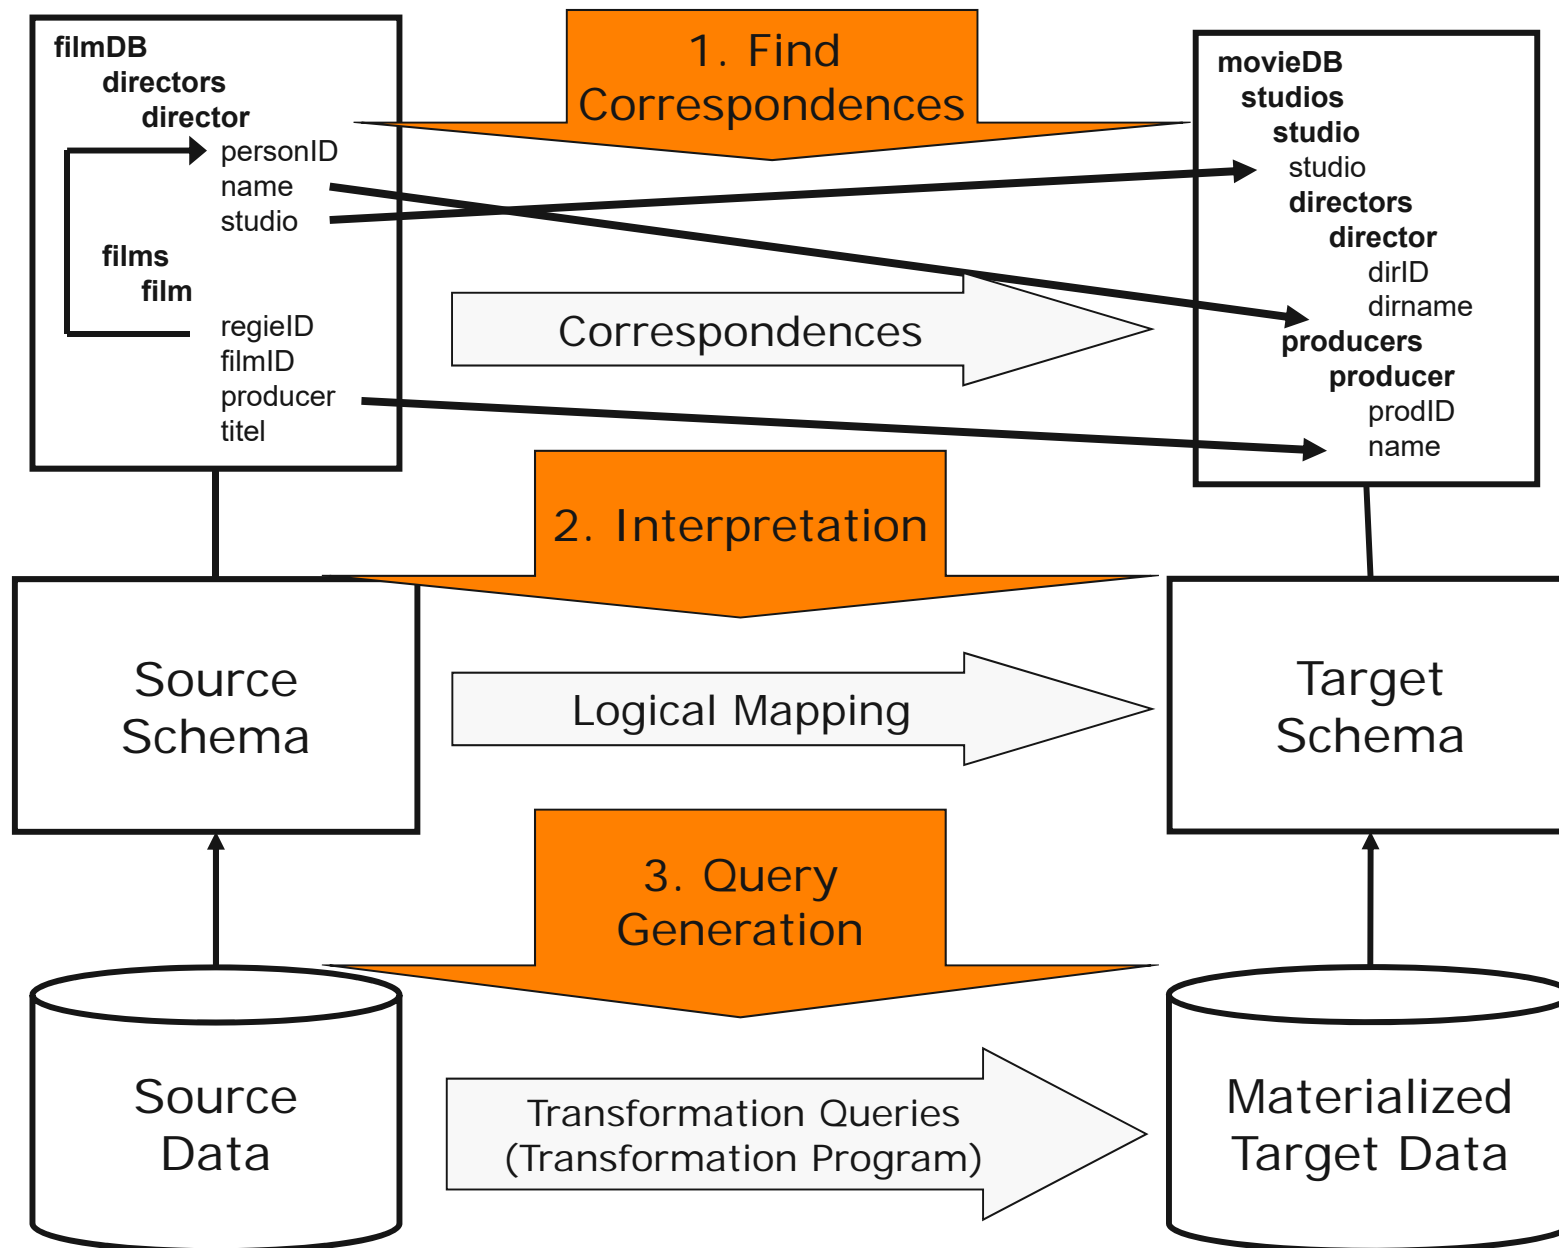 filmDB
directors
director
personID
name
studio
films
film
regieID
filmID
producer
titel
1. Find
Correspondences
movieDB
studios
studio
studio
directors
director
dirID
dirname
producers
producer
prodID
name
Correspondences
2. Interpretation
Source
Schema
Logical Mapping
Target
Schema
3. Query
Generation
Source
Data
Transformation Queries
(Transformation Program)
Materialized
Target Data